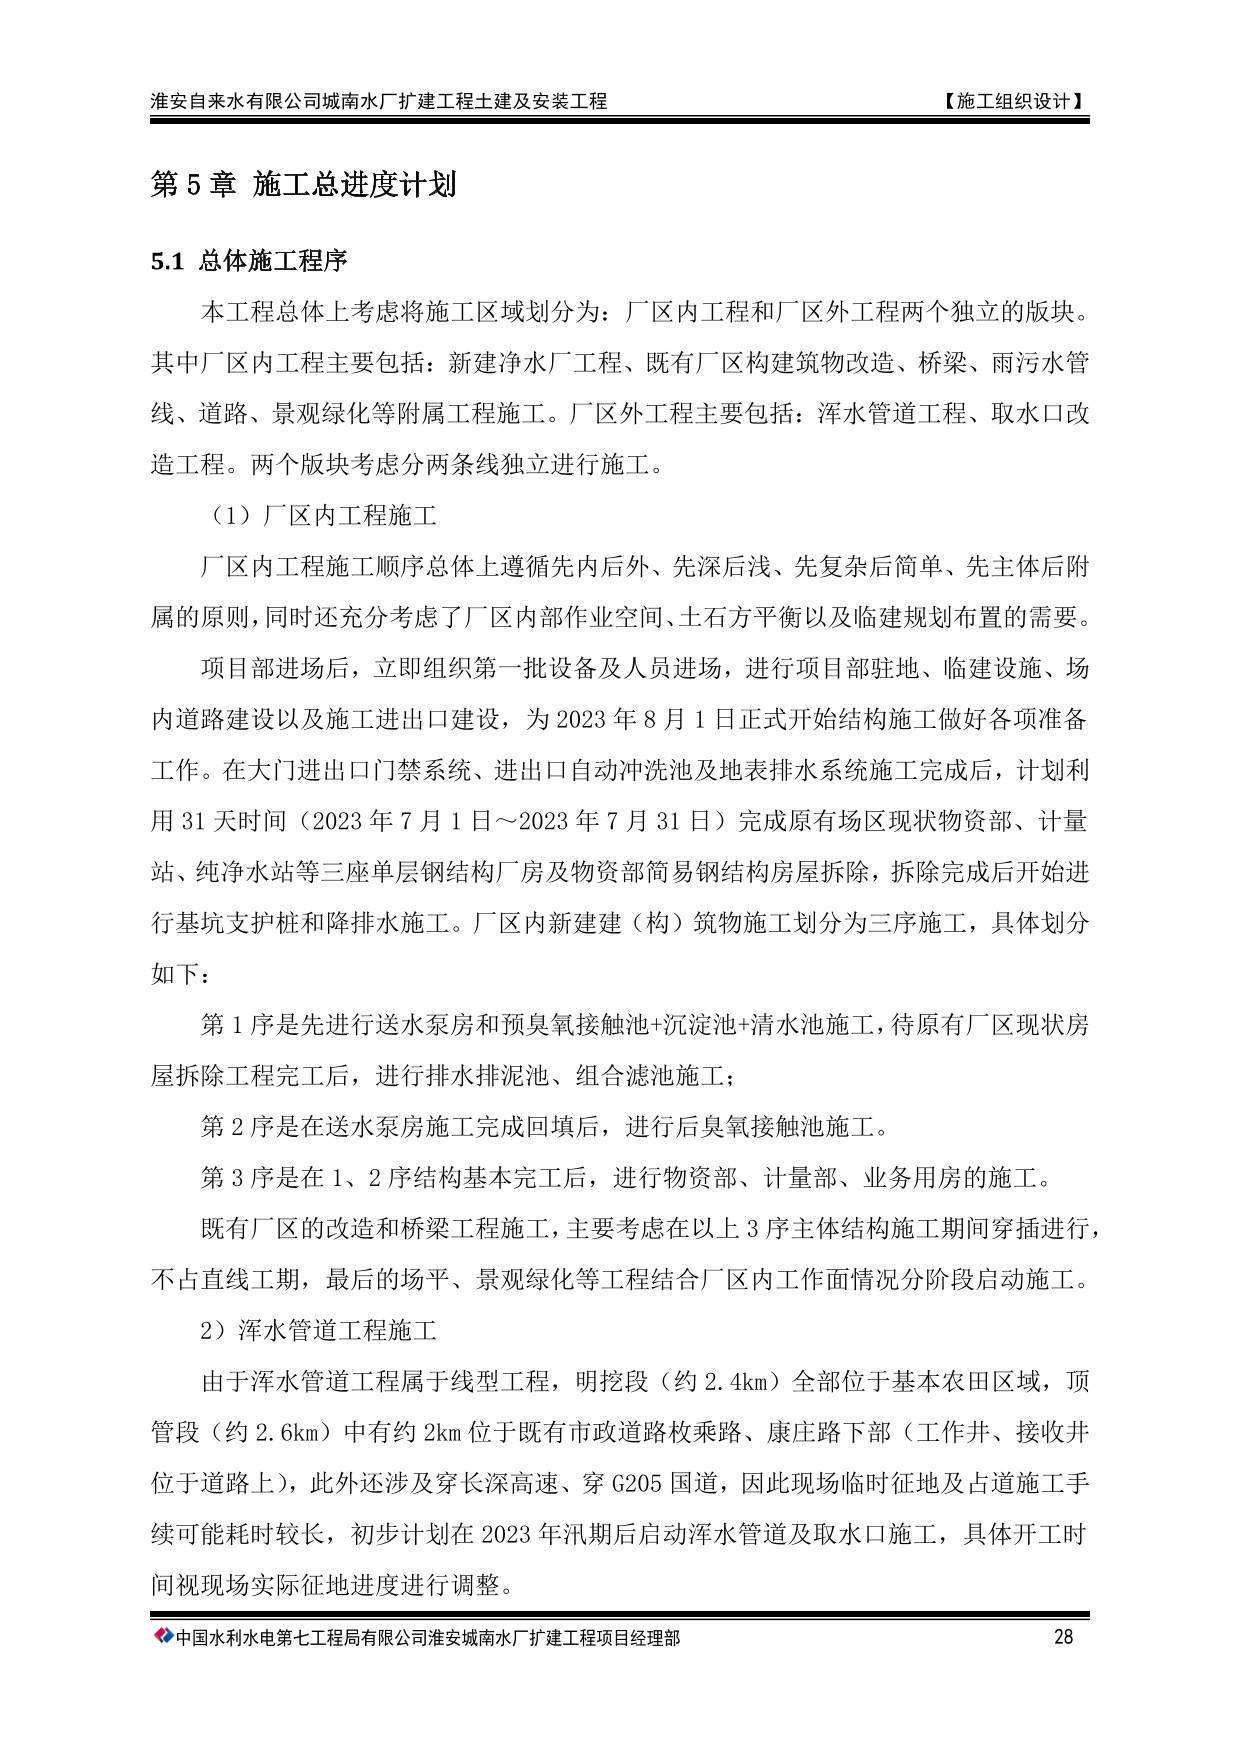 淮安自来水有限公司城南水厂扩建工程土建及安装工程 【施工组织设计】
第 5 章 施工总进度计划
5.1 总体施工程序
本工程总体上考虑将施工区域划分为：厂区内工程和厂区外工程两个独立的版块。
其中厂区内工程主要包括：新建净水厂工程、既有厂区构建筑物改造、桥梁、雨污水管
线、道路、景观绿化等附属工程施工。厂区外工程主要包括：浑水管道工程、取水口改
造工程。两个版块考虑分两条线独立进行施工。
（1）厂区内工程施工
厂区内工程施工顺序总体上遵循先内后外、先深后浅、先复杂后简单、先主体后附
属的原则，同时还充分考虑了厂区内部作业空间、土石方平衡以及临建规划布置的需要。
项目部进场后，立即组织第一批设备及人员进场，进行项目部驻地、临建设施、场
内道路建设以及施工进出口建设，为 2023 年 8 月 1 日正式开始结构施工做好各项准备
工作。在大门进出口门禁系统、进出口自动冲洗池及地表排水系统施工完成后，计划利
用 31 天时间（2023 年 7 月 1 日～2023 年 7 月 31 日）完成原有场区现状物资部、计量
站、纯净水站等三座单层钢结构厂房及物资部简易钢结构房屋拆除，拆除完成后开始进
行基坑支护桩和降排水施工。厂区内新建建（构）筑物施工划分为三序施工，具体划分
如下：
第 1 序是先进行送水泵房和预臭氧接触池+沉淀池+清水池施工，待原有厂区现状房
屋拆除工程完工后，进行排水排泥池、组合滤池施工；
第 2 序是在送水泵房施工完成回填后，进行后臭氧接触池施工。
第 3 序是在 1、2 序结构基本完工后，进行物资部、计量部、业务用房的施工。
既有厂区的改造和桥梁工程施工，主要考虑在以上 3 序主体结构施工期间穿插进行，
不占直线工期，最后的场平、景观绿化等工程结合厂区内工作面情况分阶段启动施工。
2）浑水管道工程施工
由于浑水管道工程属于线型工程，明挖段（约 2.4km）全部位于基本农田区域，顶
管段（约 2.6km）中有约 2km 位于既有市政道路枚乘路、康庄路下部（工作井、接收井
位于道路上），此外还涉及穿长深高速、穿 G205 国道，因此现场临时征地及占道施工手
续可能耗时较长，初步计划在 2023 年汛期后启动浑水管道及取水口施工，具体开工时
间视现场实际征地进度进行调整。
中国水利水电第七工程局有限公司淮安城南水厂扩建工程项目经理部 28